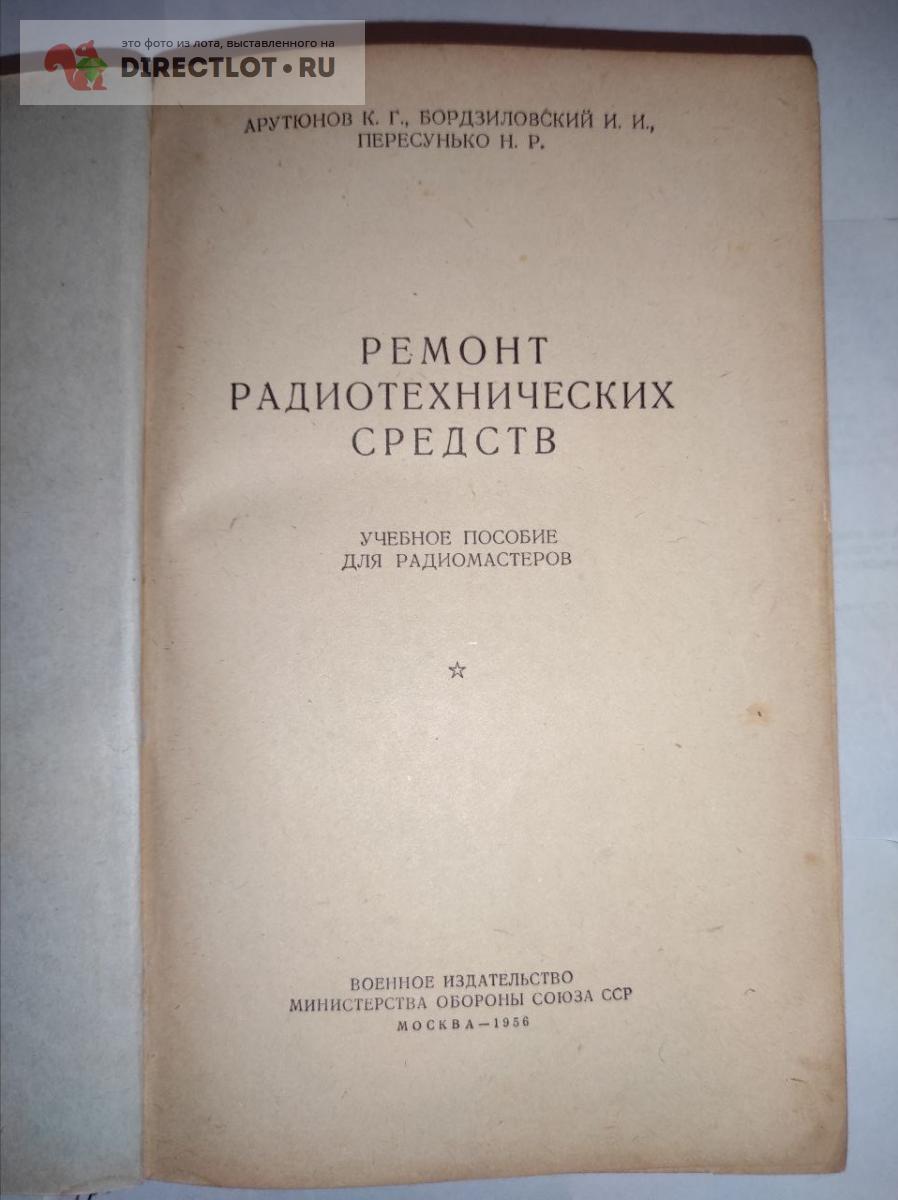 это фото из лота, выставленного на
DIRECTLOT.RU
АРУТЮНОВ К. Г., БОРДЗИЛОВСКИЙ И. И.,
ПЕРЕСУНЬКО Н. Р.
РЕМОНТ
РАДИОТЕХНИЧЕСКИХ
СРЕДСТВ
УЧЕБНОЕ ПОСОБИЕ
ДЛЯ РАДИОМАСТЕРОВ
ВОЕННОЕ ИЗДАТЕЛЬСТВО
МИНИСТЕРСТВА ОБОРОНЫ СОЮЗА ССР
МОСКВА—1956